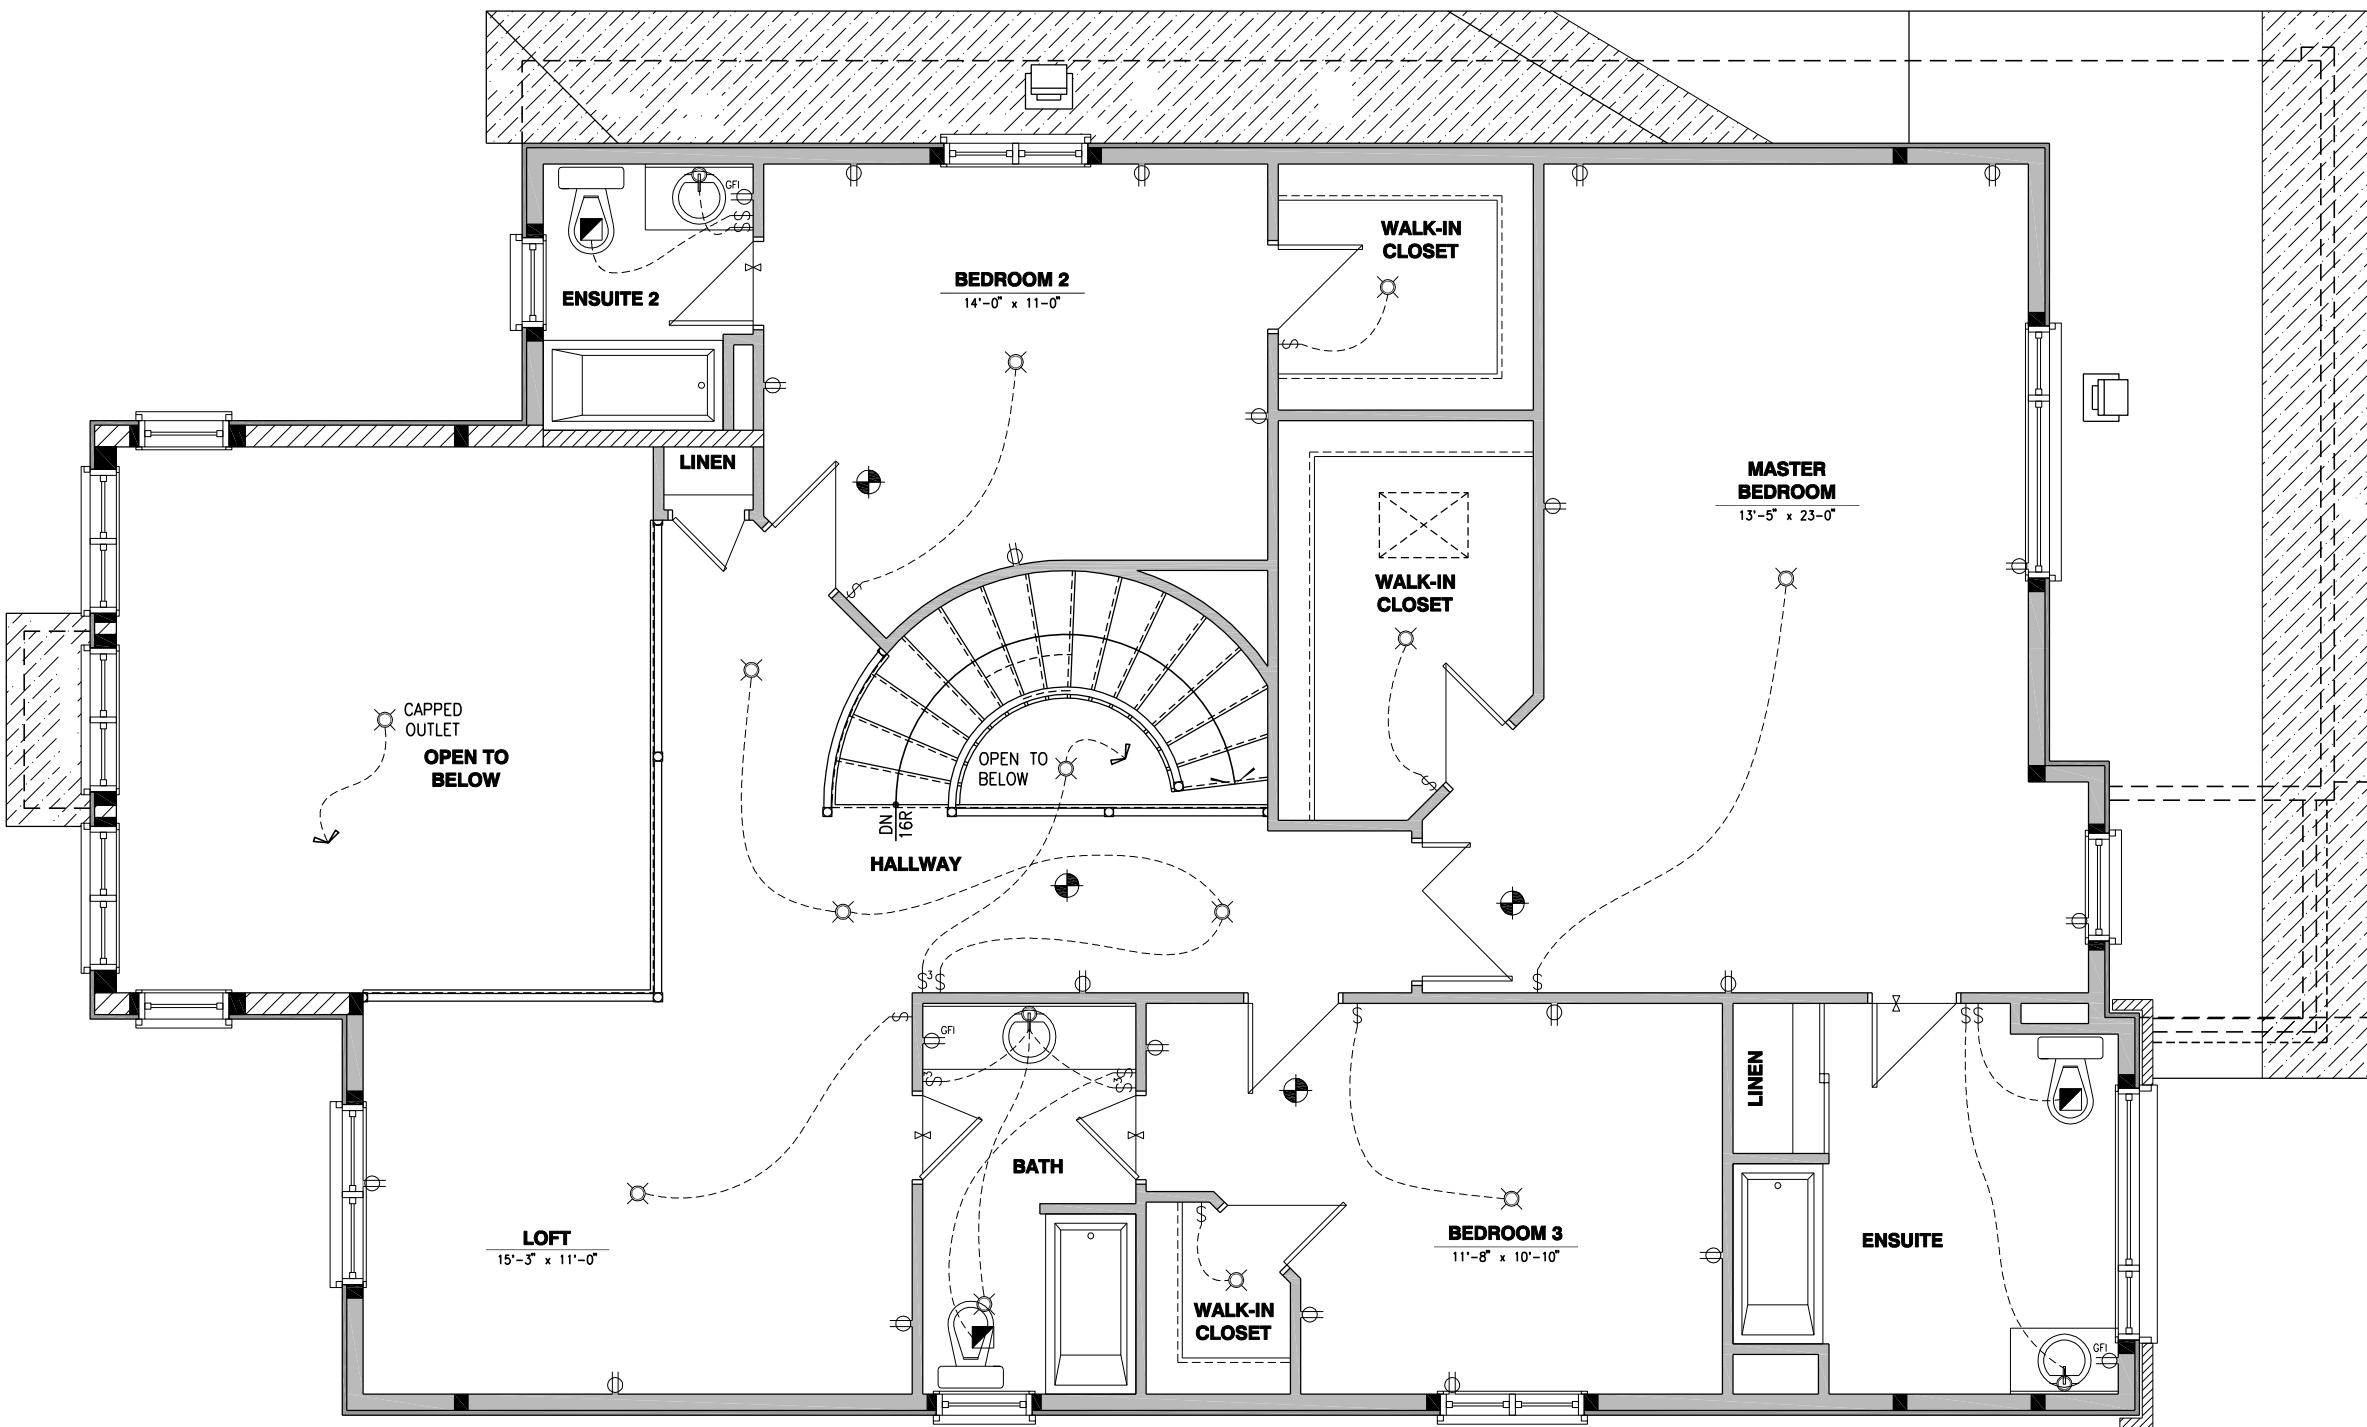 GFI
WALK-IN
CLOSET
ENSUITE 2
BEDROOM 2
14'-0" x 11-0"
LINEN
MASTER
BEDROOM
13'-5" x 23-0"
WALK-IN
CLOSET
CAPPED
OUTLET
OPEN TO
BELOW
OPEN TO
BELOW
DN
16R
HALLWAY
$³ $
GFI
LINEN
BATH
LOFT
15'-3" x 11'-0"
BEDROOM 3
11'-8" x 10'-10"
ENSUITE
WALK-IN
CLOSET
GFI